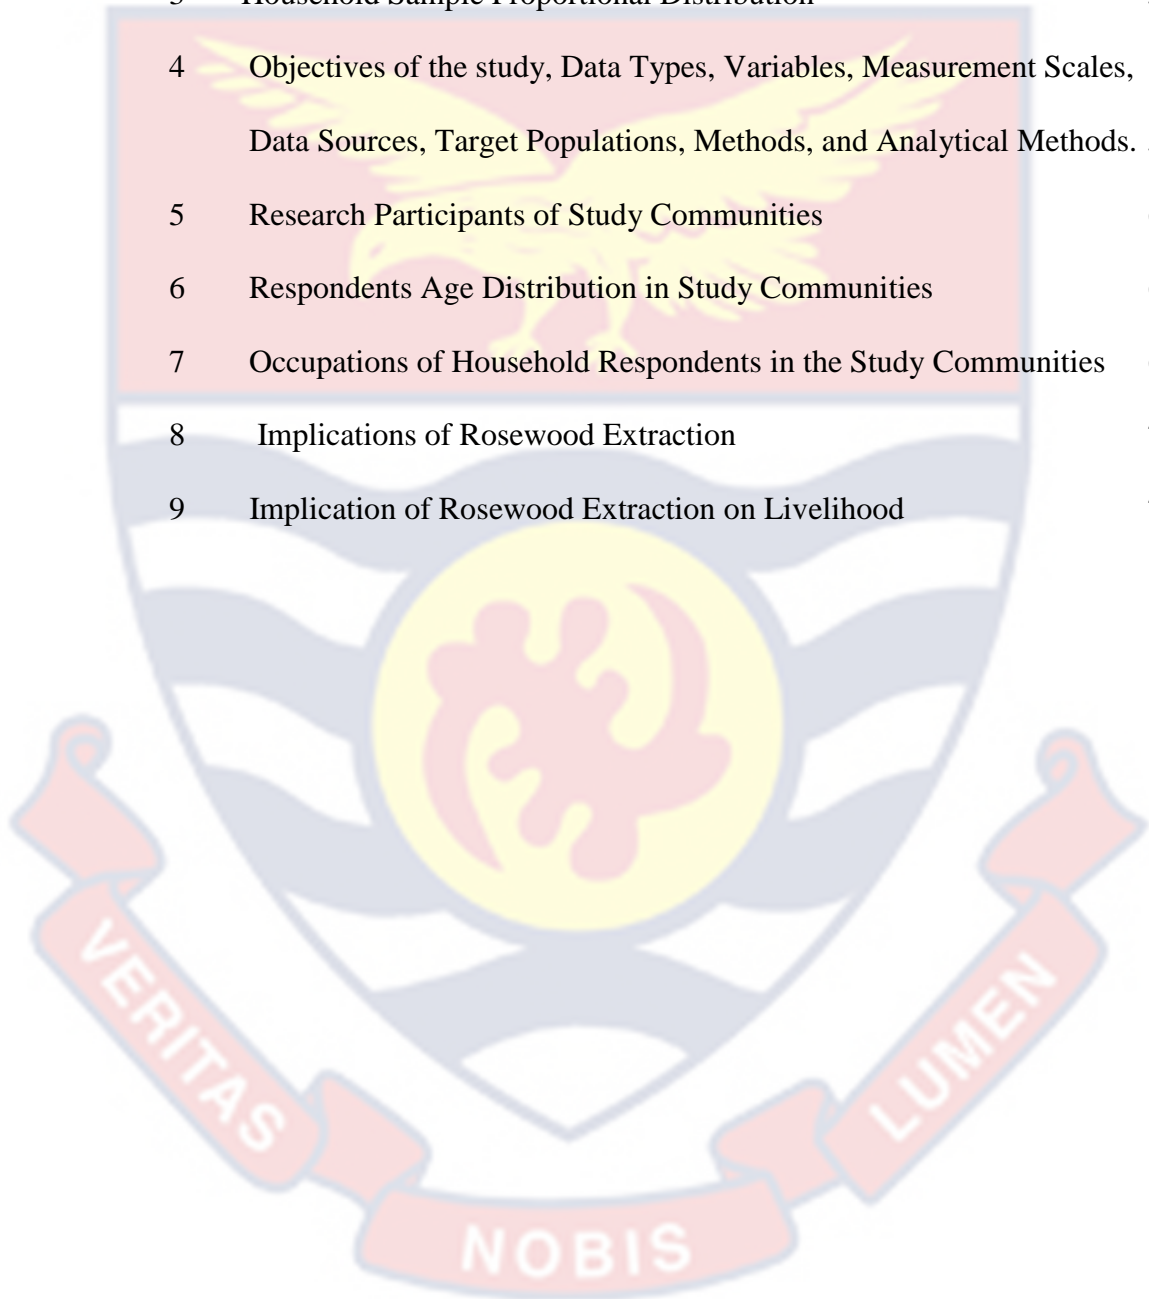 3 Household Sample Proportional Distribution
4 Objectives of the study, Data Types, Variables, Measurement Scales,
Data Sources, Target Populations, Methods, and Analytical Methods.
5 Research Participants of Study Communities
6 Respondents Age Distribution in Study Communities
7 Occupations of Household Respondents in the Study Communities
8 Implications of Rosewood Extraction
9 Implication of Rosewood Extraction on Livelihood
VERITAS
NOBIS
LUMEN